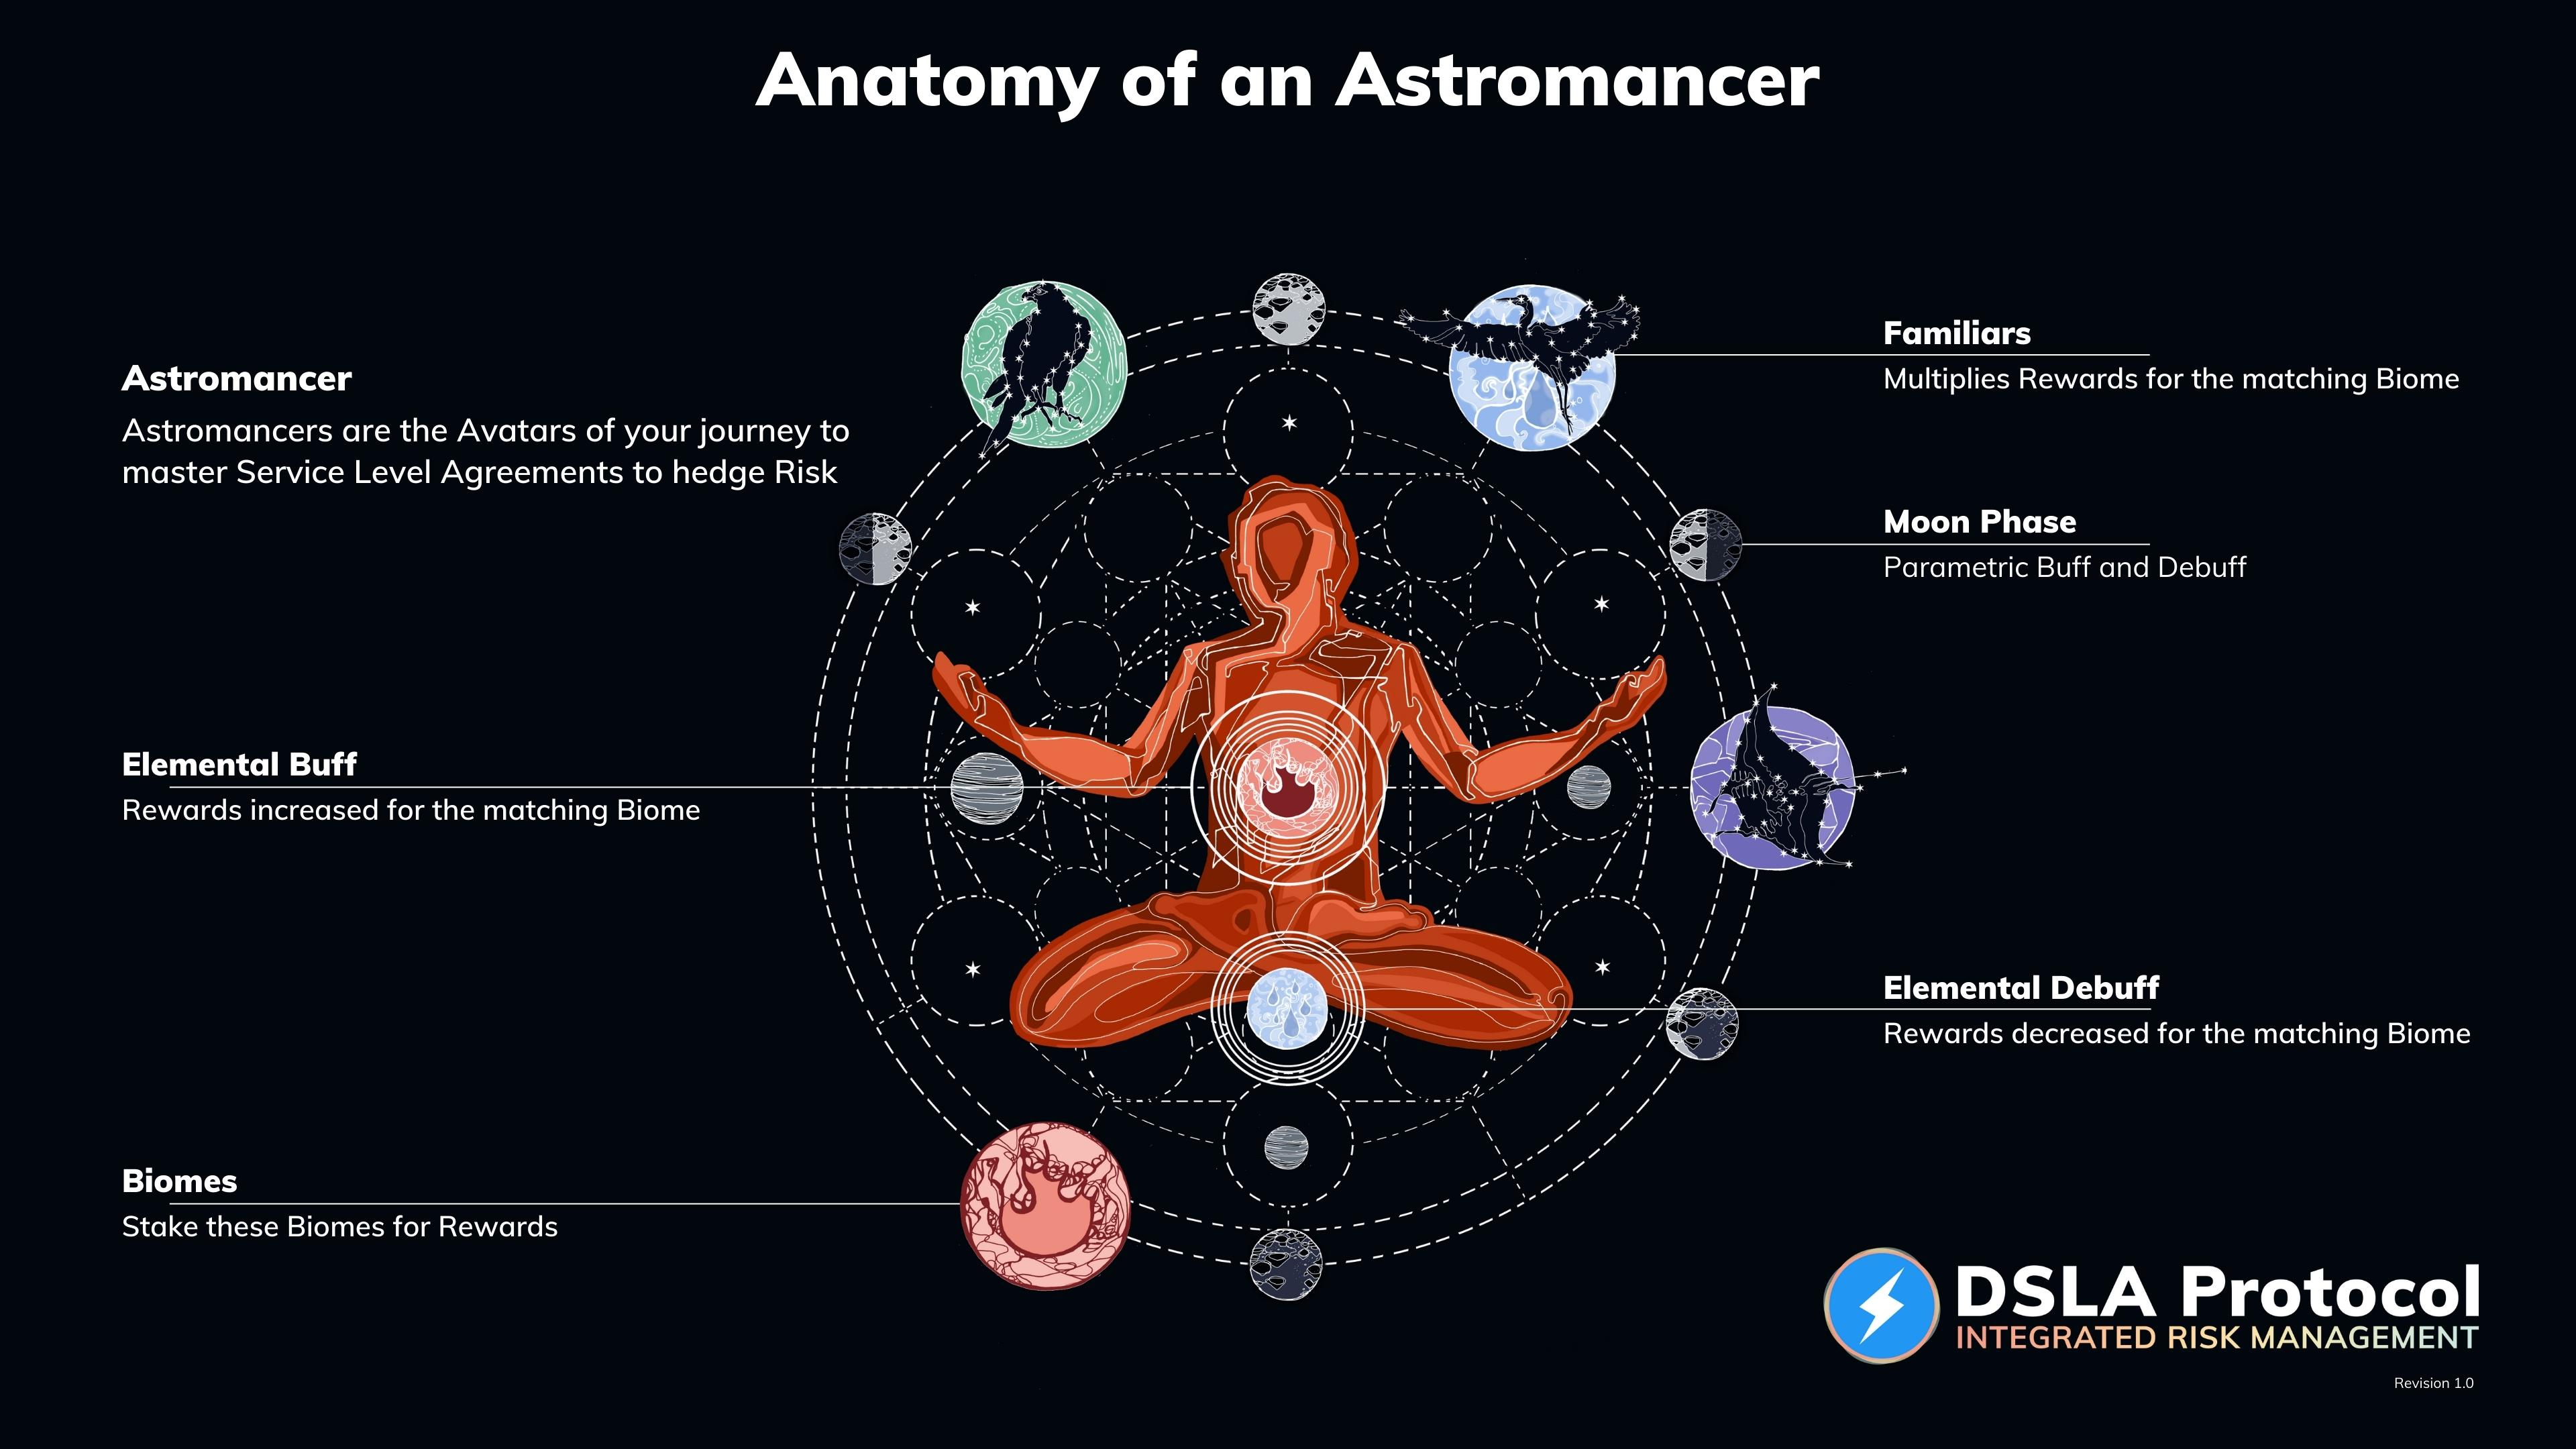 Anatomy of an Astromancer
Astromancer
Astromancers are the Avatars of your journey to
master Service Level Agreements to hedge Risk
Familiars
Multiplies Rewards for the matching Biome
Moon Phase
Parametric Buff and Debuff
Elemental Buff
Rewards increased for the matching Biome
Elemental Debuff
Rewards decreased for the matching Biome
Biomes
Stake these Biomes for Rewards
DSLA Protocol
INTEGRATED RISK MANAGEMENT
Revision 1.0